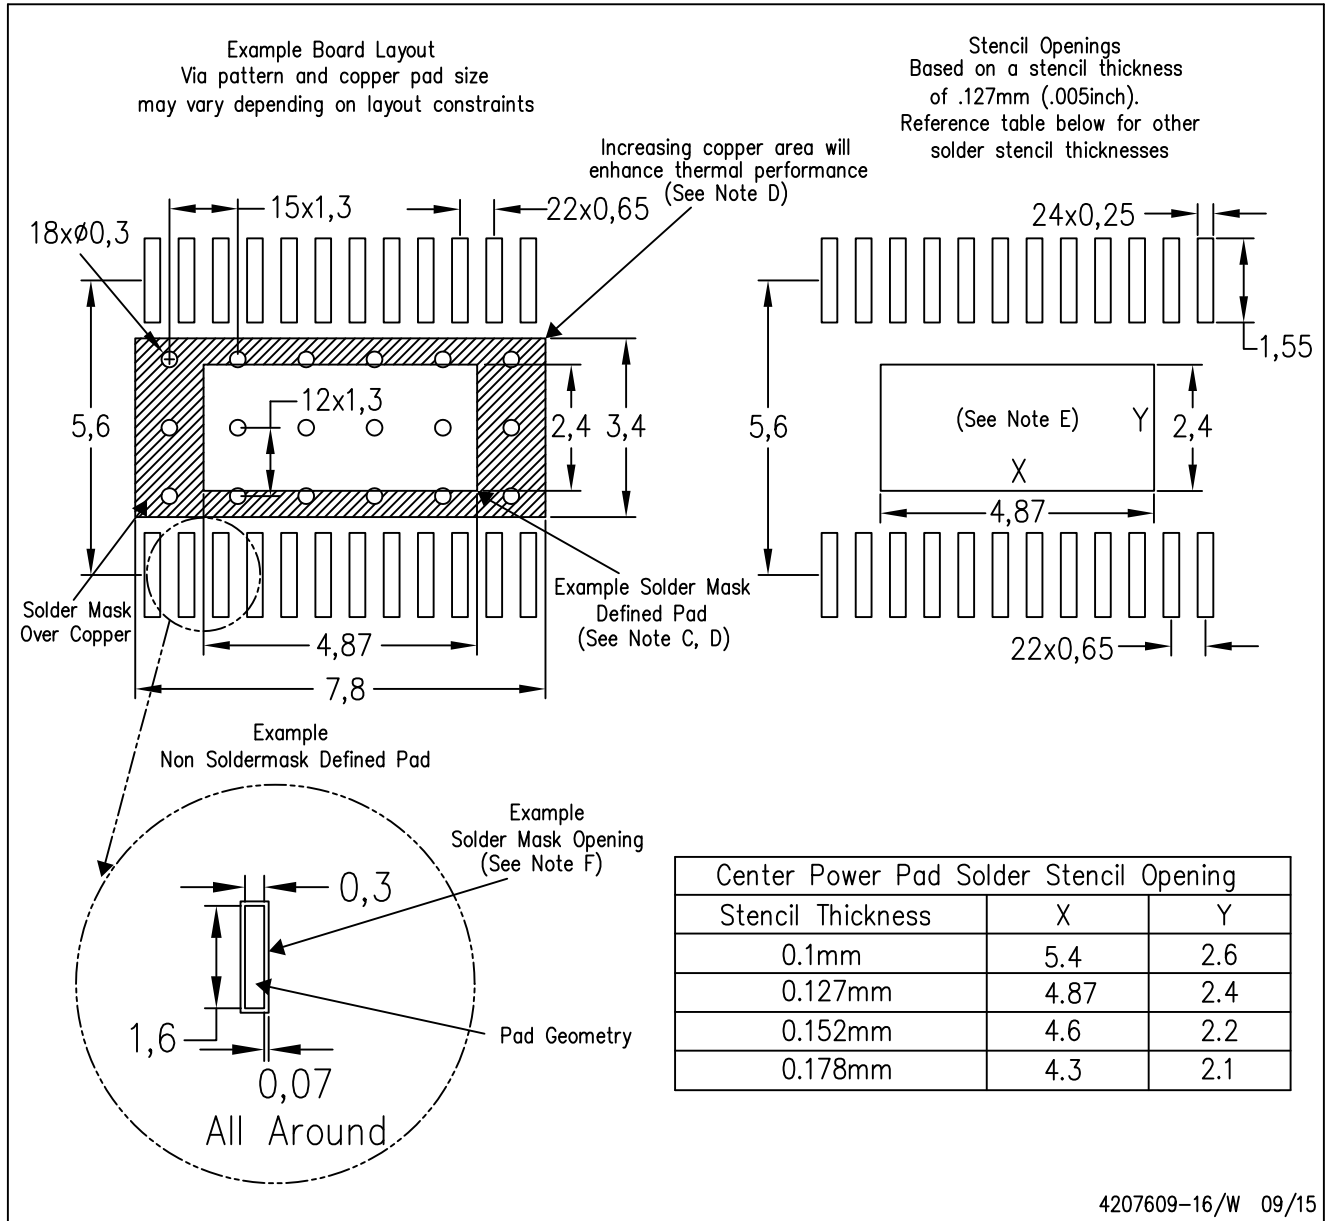 Example Board Layout
Via pattern and copper pad size
may vary depending on layout constraints
Stencil Openings
Based on a stencil thickness
of .127mm (.005inch).
Reference table below for other
solder stencil thicknesses
Increasing copper area will
enhance thermal performance
(See Note D)
15x1,3
22x0,65
18xø0,3
5,6
12x1,3
2,4
3,4
Solder Mask
Over Copper
Example Solder Mask
Defined Pad
(See Note C, D)
4,87
7,8
24x0,25
1,55
5,6
(See Note E)
Y
X
2,4
4,87
22x0,65
Example
Non Soldermask Defined Pad
Example
Solder Mask Opening
(See Note F)
0,3
1,6
Pad Geometry
0,07
All Around
Center Power Pad Solder Stencil Opening
Stencil Thickness X Y
0.1mm 5.4 2.6
0.127mm 4.87 2.4
0.152mm 4.6 2.2
0.178mm 4.3 2.1
4207609-16/W 09/15